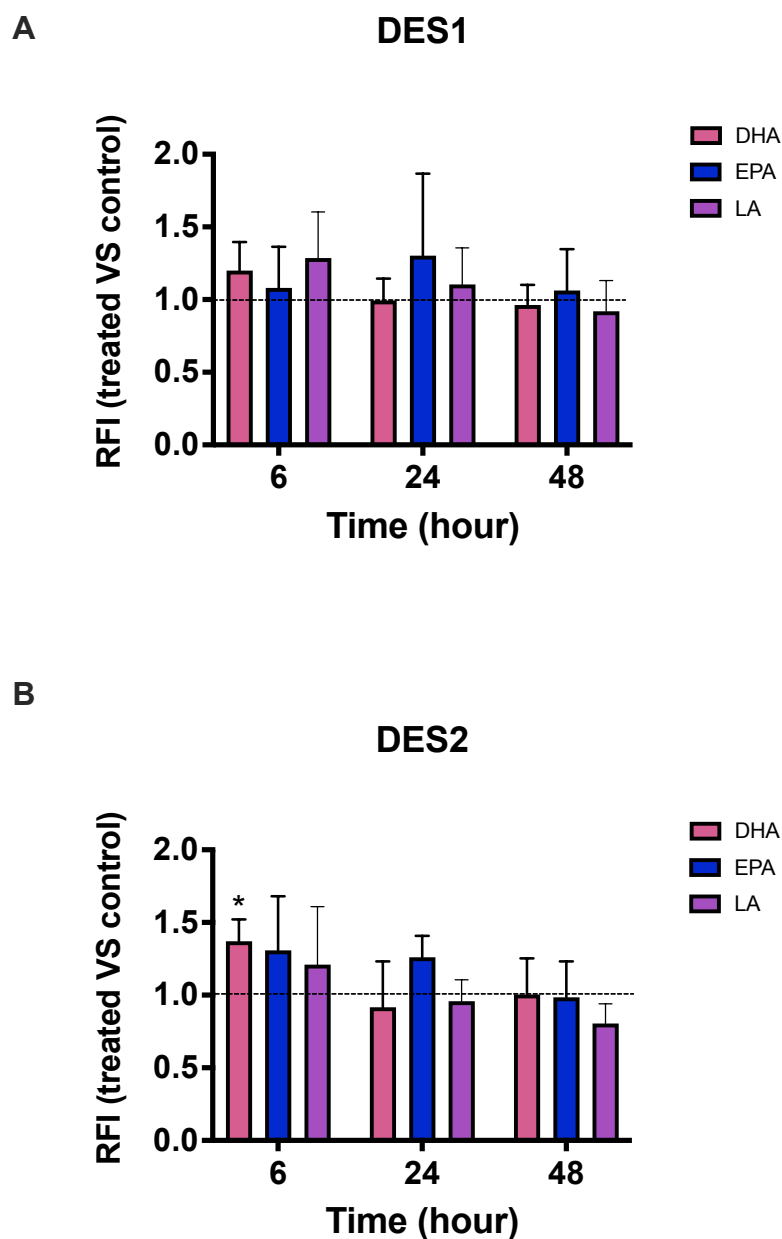 A
DES1
RFI (treated VS control)
2.0
1.5
1.0
0.5
0.0
6
24
48
Time (hour)
DHA
EPA
LA
B
DES2
RFI (treated VS control)
2.0
1.5
1.0
0.5
0.0
*
6
24
48
Time (hour)
DHA
EPA
LA